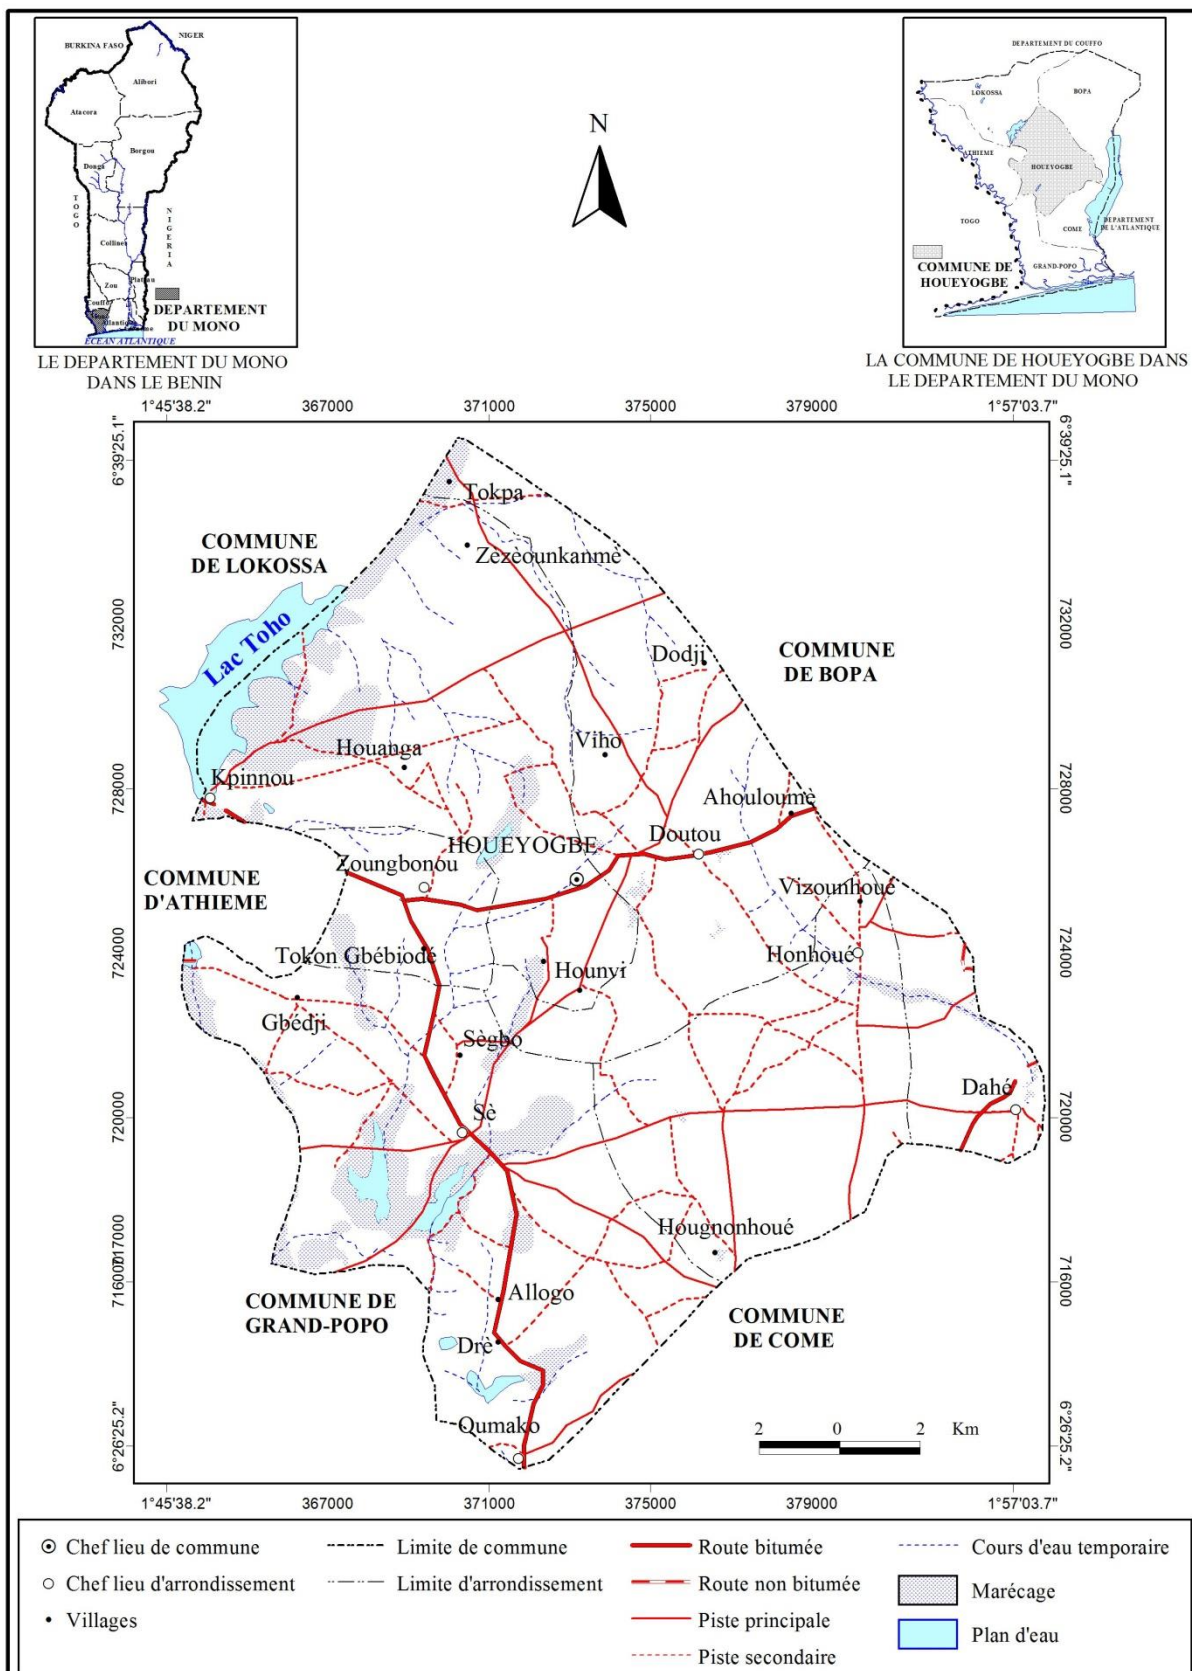 BURKINA FASO
NIGER
Alibori
Atacora
Borgou
Donga
TOGO
NIGERIA
Collines
Plateau
Zou
Couffo
DEPARTEMENT
DU MONO
LE DEPARTEMENT DU MONO
DANS LE BENIN
N
DEPARTEMENT DU COUFFO
LOKOSSA
BOPA
ATHIEME
HOUEYOGBE
TOGO
COME
DEPARTEMENT
DE L'ATLANTIQUE
GRAND-POPO
COMMUNE DE
HOUEYOGBE
LA COMMUNE DE HOUEYOGBE DANS
LE DEPARTEMENT DU MONO
1°45'38.2" 367000 371000 375000 379000 1°57'03.7"
6°39'25.1" 6°39'25.1"
Tokpa
COMMUNE
DE LOKOSSA
Zèzèounkanmè
732000 732000
Lac Toho
Dodji
COMMUNE
DE BOPA
Houanga
Viho
Kpinnou
728000 728000
Ahouloumè
HOUEYOGBE
Doutou
Zoungbonou
COMMUNE
D'ATHIEME
Vizounhoué
724000 724000
Tokon Gbébiodé
Hounvi
Honhoué
Gbédji
Sègbo
Dahé
Sè
720000 720000
Hougnonhoué
717000
716000 716000
COMMUNE DE
GRAND-POPO
Allogo
COMMUNE
DE COME
Drè
Oumako
2 0 2 Km
6°26'25.2" 6°26'25.2"
1°45'38.2" 367000 371000 375000 379000 1°57'03.7"
Chef lieu de commune
Chef lieu d'arrondissement
Villages
Limite de commune
Limite d'arrondissement
Route bitumée
Route non bitumée
Piste principale
Piste secondaire
Cours d'eau temporaire
Marécage
Plan d'eau